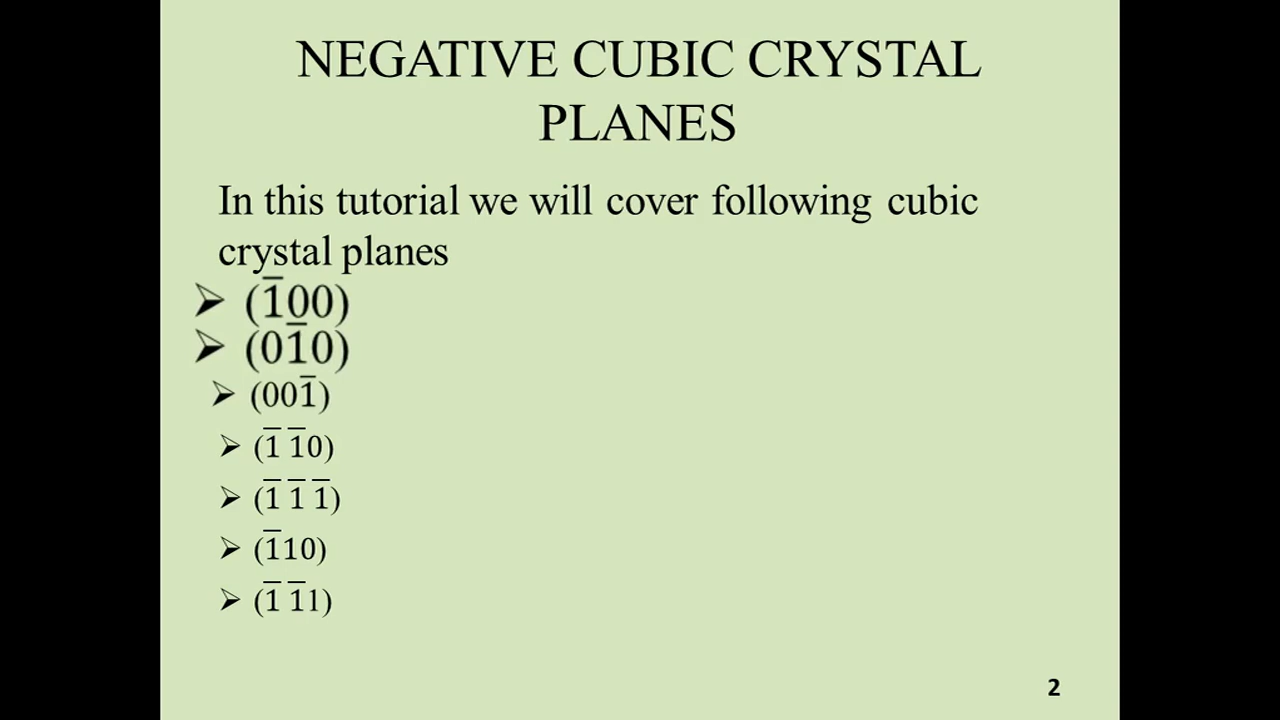 NEGATIVE CUBIC CRYSTAL
PLANES
In this tutorial we will cover following cubic
crystal planes
➢ (1̅00)
➢ (01̅0)
➢ (001̅)
➢ (1̅ 1̅0)
➢ (1̅ 1̅ 1̅)
➢ (1̅10)
➢ (1̅ 1̅1)
2